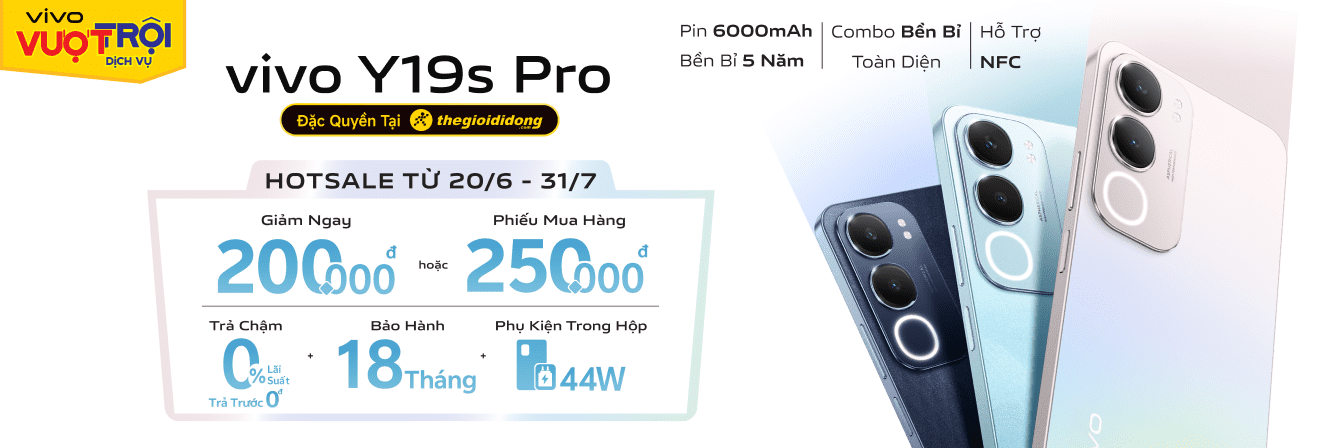 vivo
VƯỢT TRỘI
DỊCH VỤ
vivo Y19s Pro
Đặc Quyền Tại thegioididong
.com
Pin 6000mAh
Bền Bỉ 5 Năm
Combo Bền Bỉ
Toàn Diện
Hỗ Trợ
NFC
HOTSALE TỪ 20/6 - 31/7
Giảm Ngay
200.000đ
hoặc
Phiếu Mua Hàng
250.000đ
Trả Chậm
0% Lãi Suất
Trả Trước 0đ
+
Bảo Hành
18 Tháng
+
Phụ Kiện Trong Hộp
44W
vivo